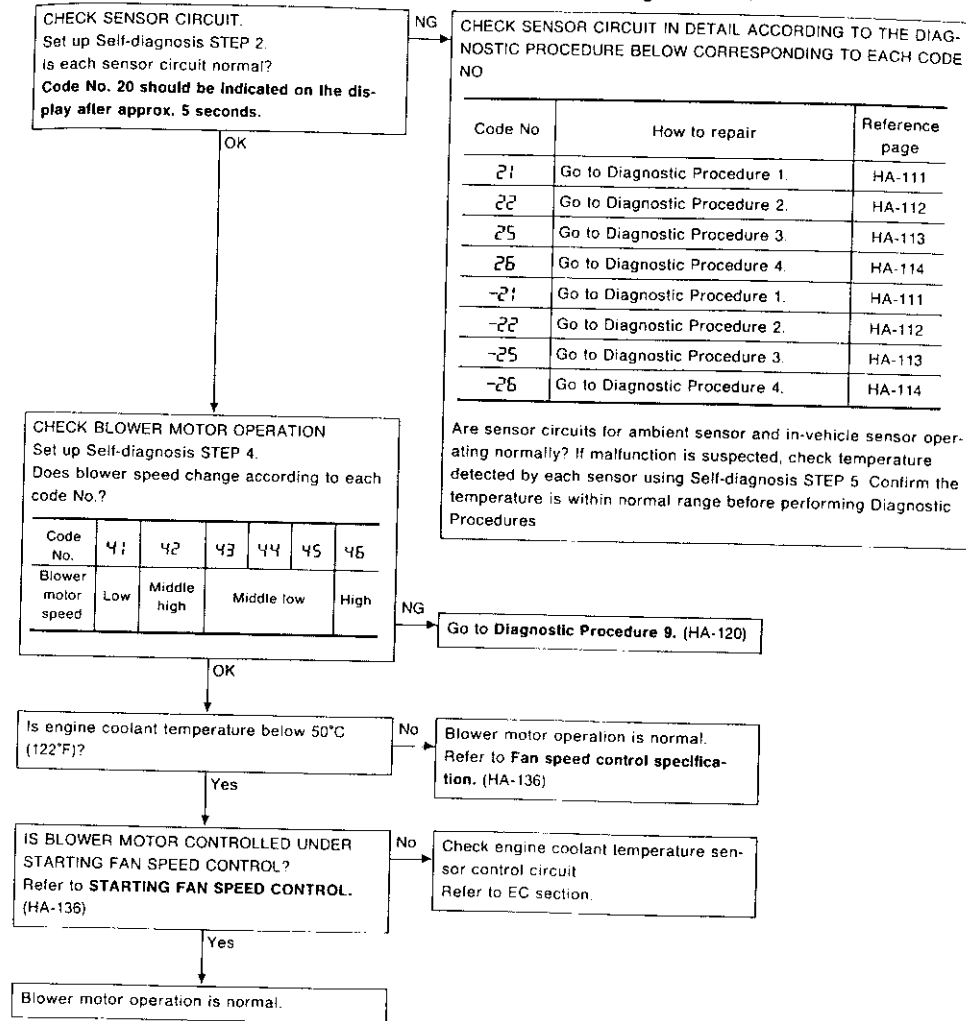 CHECK SENSOR CIRCUIT.
Set up Self-diagnosis STEP 2.
Is each sensor circuit normal?
Code No. 20 should be indicated on the dis-
play after approx. 5 seconds.
NG
CHECK SENSOR CIRCUIT IN DETAIL ACCORDING TO THE DIAG-
NOSTIC PROCEDURE BELOW CORRESPONDING TO EACH CODE
NO
Code No How to repair Reference page
21 Go to Diagnostic Procedure 1. HA-111
22 Go to Diagnostic Procedure 2. HA-112
25 Go to Diagnostic Procedure 3. HA-113
26 Go to Diagnostic Procedure 4. HA-114
-21 Go to Diagnostic Procedure 1. HA-111
-22 Go to Diagnostic Procedure 2. HA-112
-25 Go to Diagnostic Procedure 3. HA-113
-26 Go to Diagnostic Procedure 4. HA-114
Are sensor circuits for ambient sensor and in-vehicle sensor oper-
ating normally? If malfunction is suspected, check temperature
detected by each sensor using Self-diagnosis STEP 5 Confirm the
temperature is within normal range before performing Diagnostic
Procedures
OK
CHECK BLOWER MOTOR OPERATION
Set up Self-diagnosis STEP 4.
Does blower speed change according to each
code No.?
Code No. 41 42 43 44 45 46
Blower motor speed Low Middle high Middle low High
NG
Go to Diagnostic Procedure 9. (HA-120)
OK
Is engine coolant temperature below 50°C
(122°F)?
No
Blower motor operation is normal.
Refer to Fan speed control specifica-
tion. (HA-136)
Yes
IS BLOWER MOTOR CONTROLLED UNDER
STARTING FAN SPEED CONTROL?
Refer to STARTING FAN SPEED CONTROL.
(HA-136)
No
Check engine coolant temperature sen-
sor control circuit
Refer to EC section.
Yes
Blower motor operation is normal.